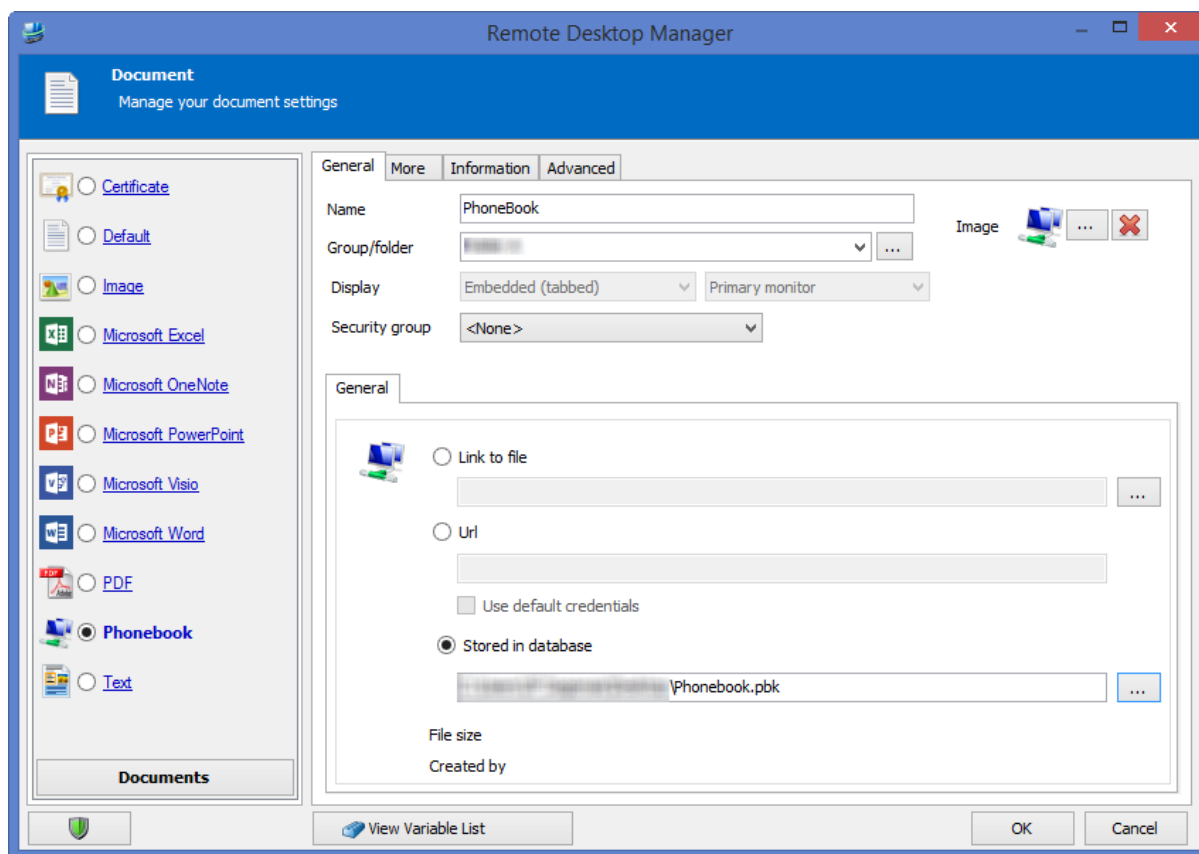 Remote Desktop Manager
Document
Manage your document settings
Certificate
Default
Image
Microsoft Excel
Microsoft OneNote
Microsoft PowerPoint
Microsoft Visio
Microsoft Word
PDF
Phonebook
Text
Documents
General More Information Advanced
Name PhoneBook
Image ...
Group/folder ...
Display Embedded (tabbed) Primary monitor
Security group <None>
General
Link to file
...
Url
Use default credentials
Stored in database
\Phonebook.pbk ...
File size
Created by
View Variable List OK Cancel